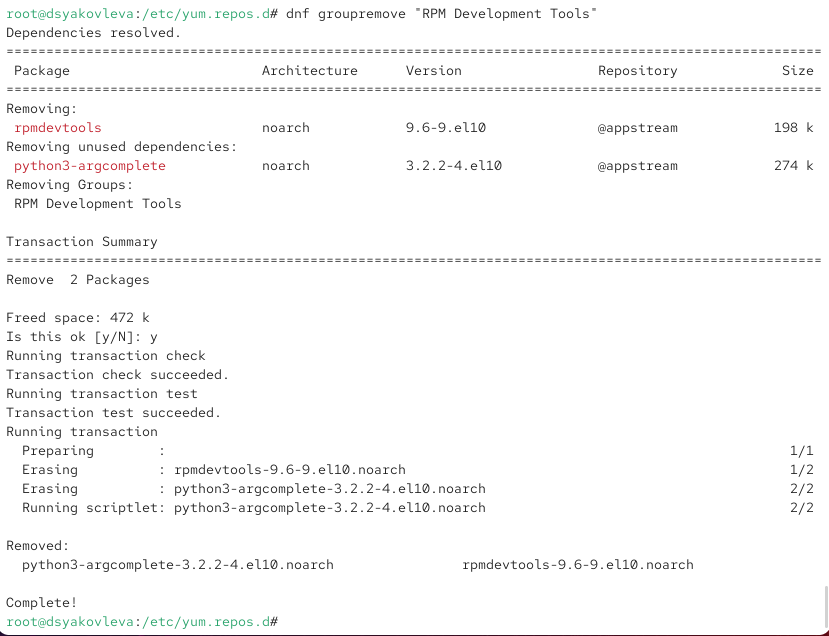 root@dsyakovleva:/etc/yum.repos.d# dnf groupremove "RPM Development Tools"
Dependencies resolved.
======================================================================================================
 Package                        Architecture      Version                 Repository             Size
======================================================================================================
Removing:
 rpmdevtools                    noarch            9.6-9.el10              @appstream            198 k
Removing unused dependencies:
 python3-argcomplete            noarch            3.2.2-4.el10            @appstream            274 k
Removing Groups:
 RPM Development Tools

Transaction Summary
======================================================================================================
Remove  2 Packages

Freed space: 472 k
Is this ok [y/N]: y
Running transaction check
Transaction check succeeded.
Running transaction test
Transaction test succeeded.
Running transaction
  Preparing        :                                                                              1/1
  Erasing          : rpmdevtools-9.6-9.el10.noarch                                                1/2
  Erasing          : python3-argcomplete-3.2.2-4.el10.noarch                                      2/2
  Running scriptlet: python3-argcomplete-3.2.2-4.el10.noarch                                      2/2

Removed:
  python3-argcomplete-3.2.2-4.el10.noarch                rpmdevtools-9.6-9.el10.noarch

Complete!
root@dsyakovleva:/etc/yum.repos.d#